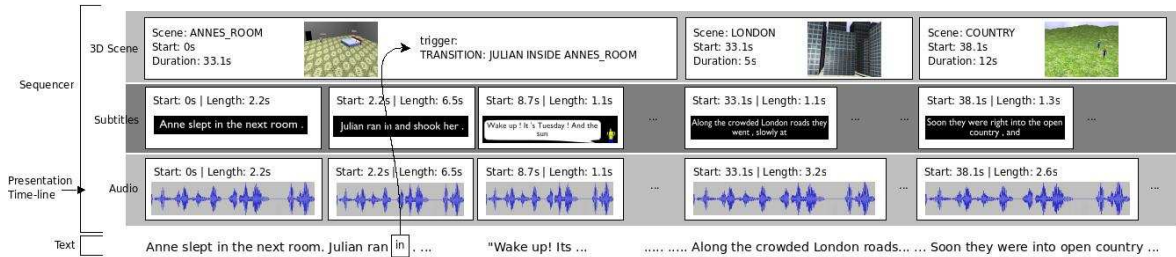 Sequencer
Presentation
Time-line
3D Scene
Scene: ANNES_ROOM
Start: 0s
Duration: 33.1s
trigger:
TRANSITION: JULIAN INSIDE ANNES_ROOM
Scene: LONDON
Start: 33.1s
Duration: 5s
Scene: COUNTRY
Start: 38.1s
Duration: 12s
Subtitles
Start: 0s | Length: 2.2s
Anne slept in the next room .
Start: 2.2s | Length: 6.5s
Julian ran in and shook her .
Start: 8.7s | Length: 1.1s
Wake up ! It 's Tuesday ! And the
sun
...
Start: 33.1s | Length: 1.1s
Along the crowded London roads they
went , slowly at
...
Start: 38.1s | Length: 1.3s
Soon they were right into the open
country , and
...
Audio
Start: 0s | Length: 2.2s
Start: 2.2s | Length: 6.5s
Start: 8.7s | Length: 1.1s
...
Start: 33.1s | Length: 3.2s
...
Start: 38.1s | Length: 2.6s
...
Text
Anne slept in the next room. Julian ran in . ... "Wake up! Its ... ..... ..... Along the crowded London roads... ... Soon they were into open country ...